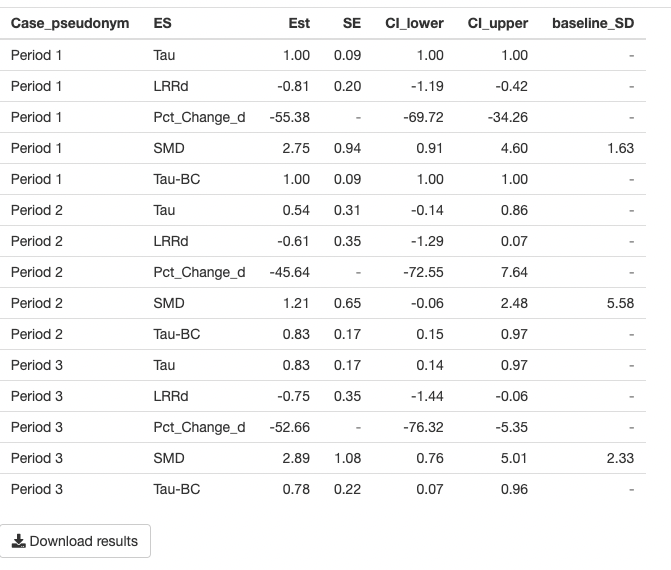 Case_pseudonym ES Est SE CI_lower CI_upper baseline_SD
Period 1 Tau 1.00 0.09 1.00 1.00 -
Period 1 LRRd -0.81 0.20 -1.19 -0.42 -
Period 1 Pct_Change_d -55.38 - -69.72 -34.26 -
Period 1 SMD 2.75 0.94 0.91 4.60 1.63
Period 1 Tau-BC 1.00 0.09 1.00 1.00 -
Period 2 Tau 0.54 0.31 -0.14 0.86 -
Period 2 LRRd -0.61 0.35 -1.29 0.07 -
Period 2 Pct_Change_d -45.64 - -72.55 7.64 -
Period 2 SMD 1.21 0.65 -0.06 2.48 5.58
Period 2 Tau-BC 0.83 0.17 0.15 0.97 -
Period 3 Tau 0.83 0.17 0.14 0.97 -
Period 3 LRRd -0.75 0.35 -1.44 -0.06 -
Period 3 Pct_Change_d -52.66 - -76.32 -5.35 -
Period 3 SMD 2.89 1.08 0.76 5.01 2.33
Period 3 Tau-BC 0.78 0.22 0.07 0.96 -
Download results